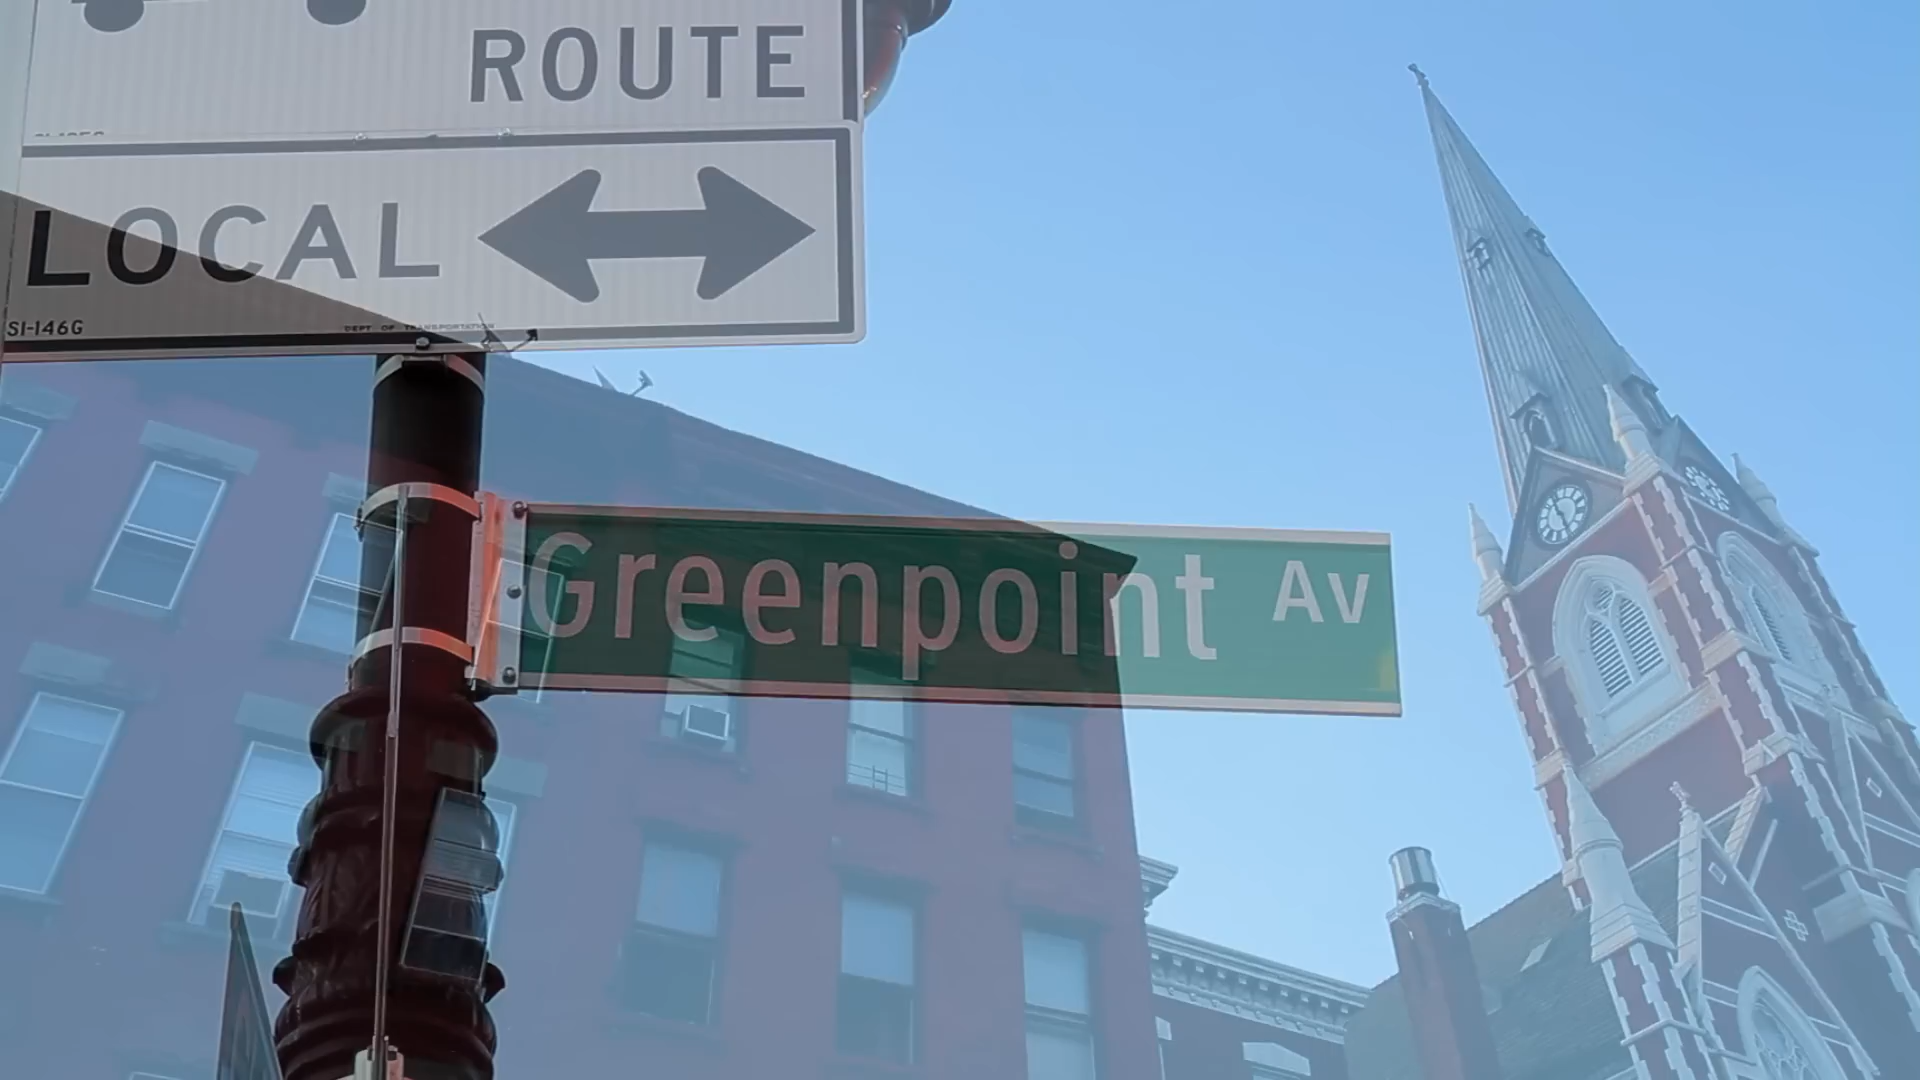 ROUTE
LOCAL
SI-146G
DEPT OF TRANSPORTATION
Greenpoint Av